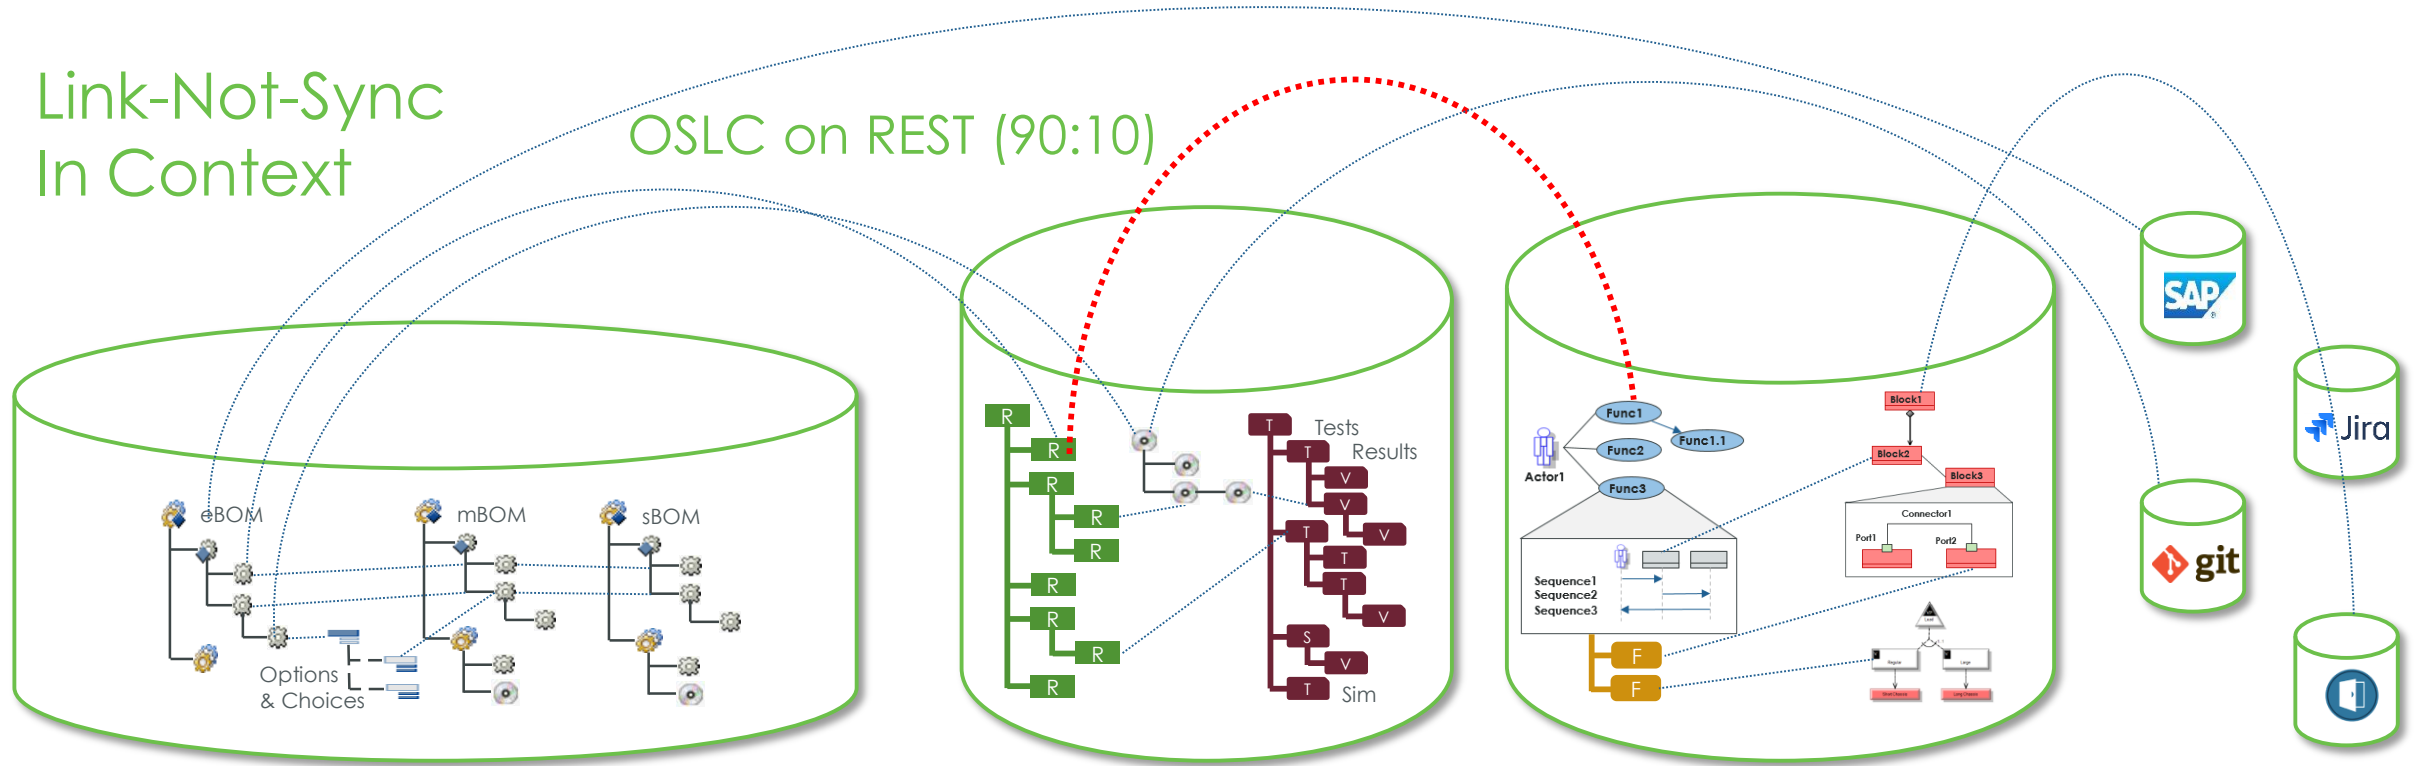 Link-Not-Sync
In Context
OSLC on REST (90:10)
eBOM
mBOM
sBOM
Options
& Choices
R
R
R
R
R
R
R
R
R
T
Tests
T
Results
V
V
V
T
T
T
V
S
V
T
Sim
Actor1
Func1
Func1.1
Func2
Func3
Sequence1
Sequence2
Sequence3
F
F
Block1
Block2
Block3
Connector1
Port1
Port2
SAP
Jira
git